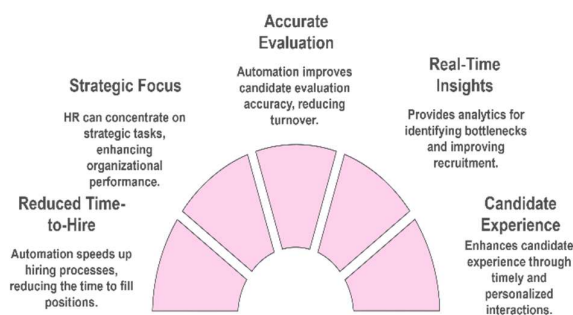 Accurate
Evaluation
Automation improves
candidate evaluation
accuracy, reducing
turnover.
Strategic Focus
HR can concentrate on
strategic tasks,
enhancing
organizational
performance.
Real-Time
Insights
Provides analytics for
identifying bottlenecks
and improving
recruitment.
Reduced Time-
to-Hire
Automation speeds up
hiring processes,
reducing the time to fill
positions.
Candidate
Experience
Enhances candidate
experience through
timely and
personalized
interactions.